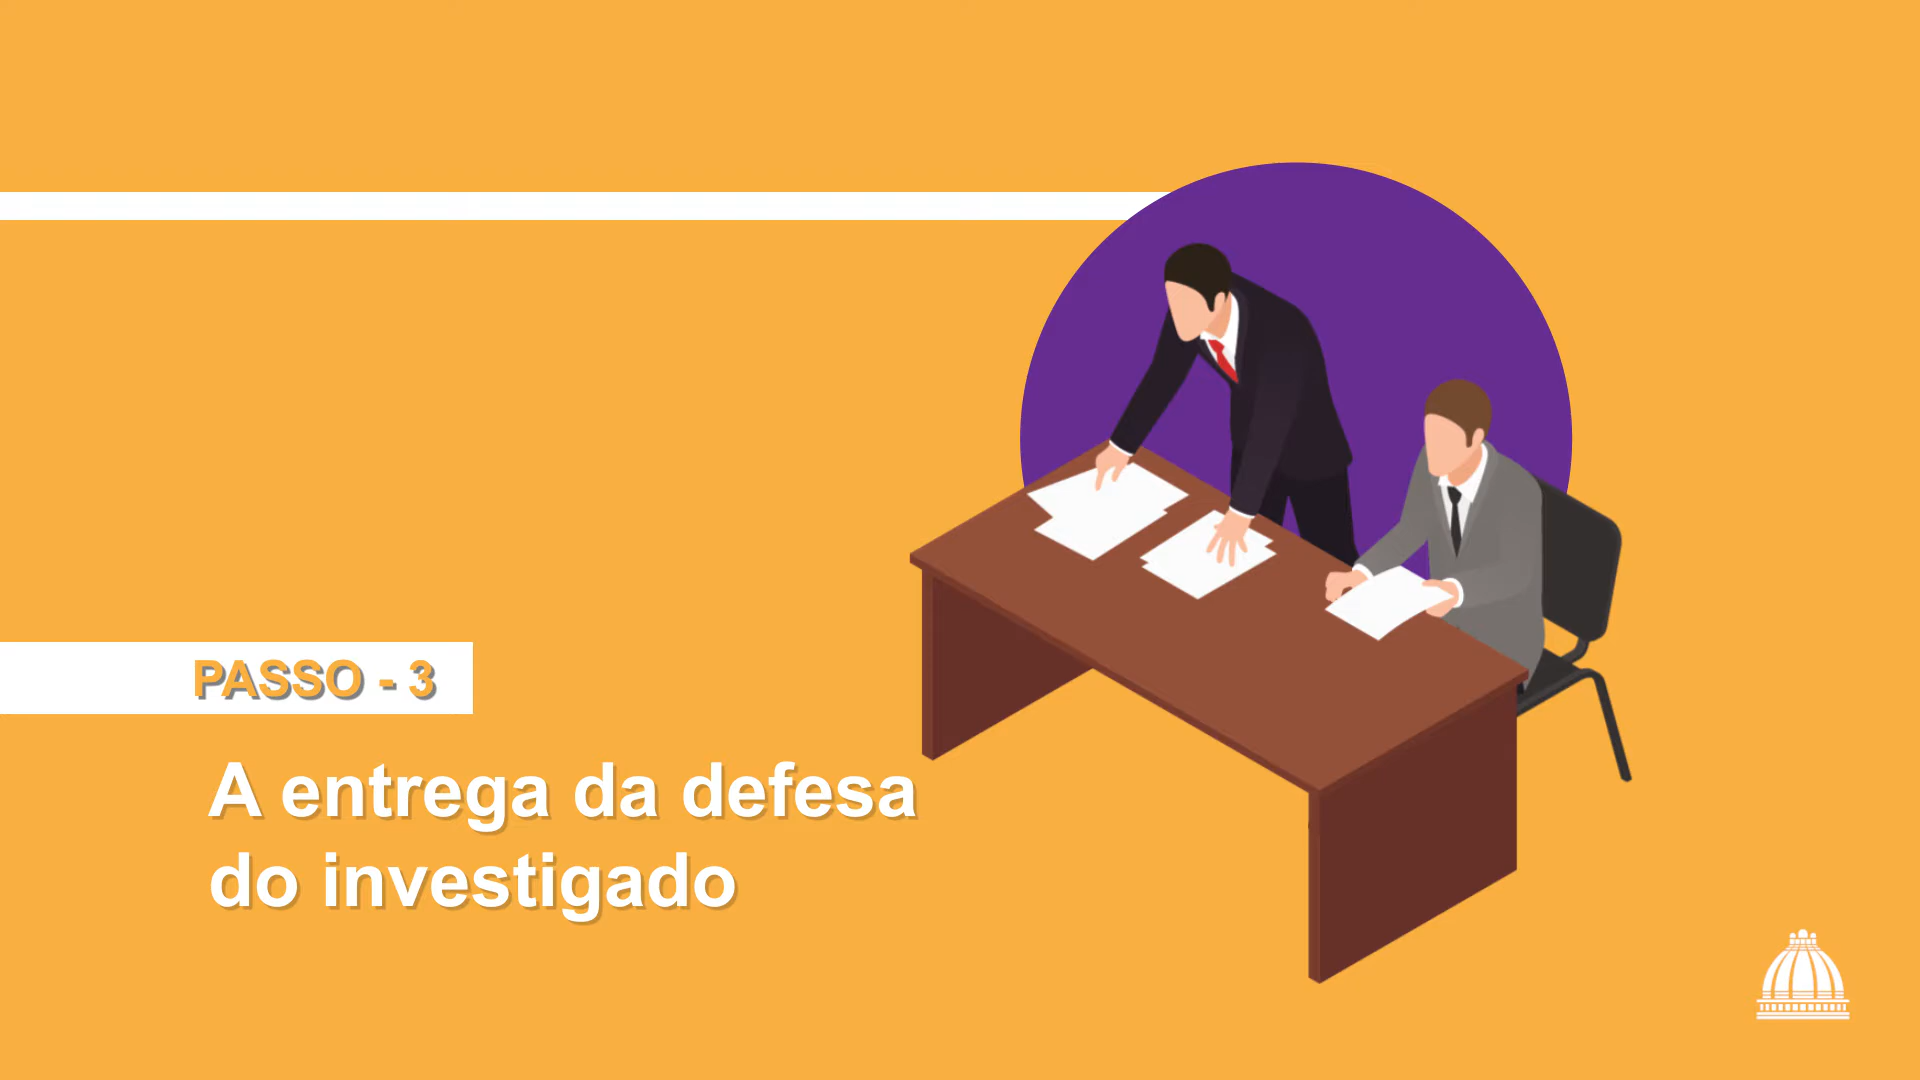 PASSO - 3
A entrega da defesa
do investigado